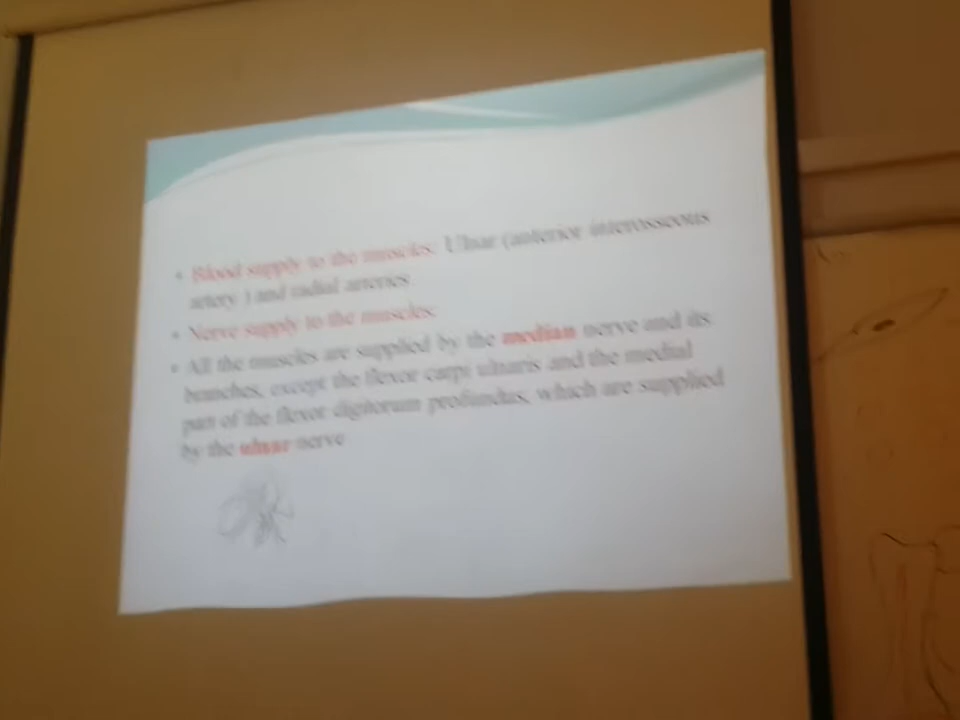 • Blood supply to the muscles: Ulnar (anterior interosseous
artery ) and radial arteries.
• Nerve supply to the muscles:
• All the muscles are supplied by the median nerve and its
branches, except the flexor carpi ulnaris and the medial
part of the flexor digitorum profundus, which are supplied
by the ulnar nerve